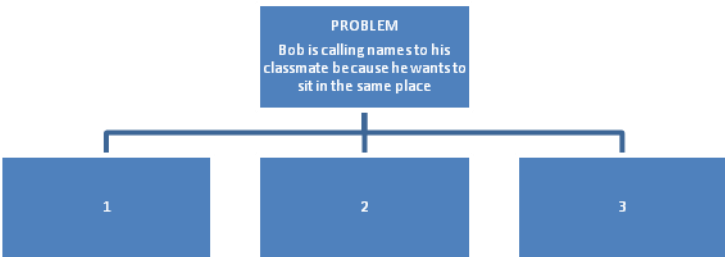 PROBLEM
Bob is calling names to his
classmate because he wants to
sit in the same place
1
2
3